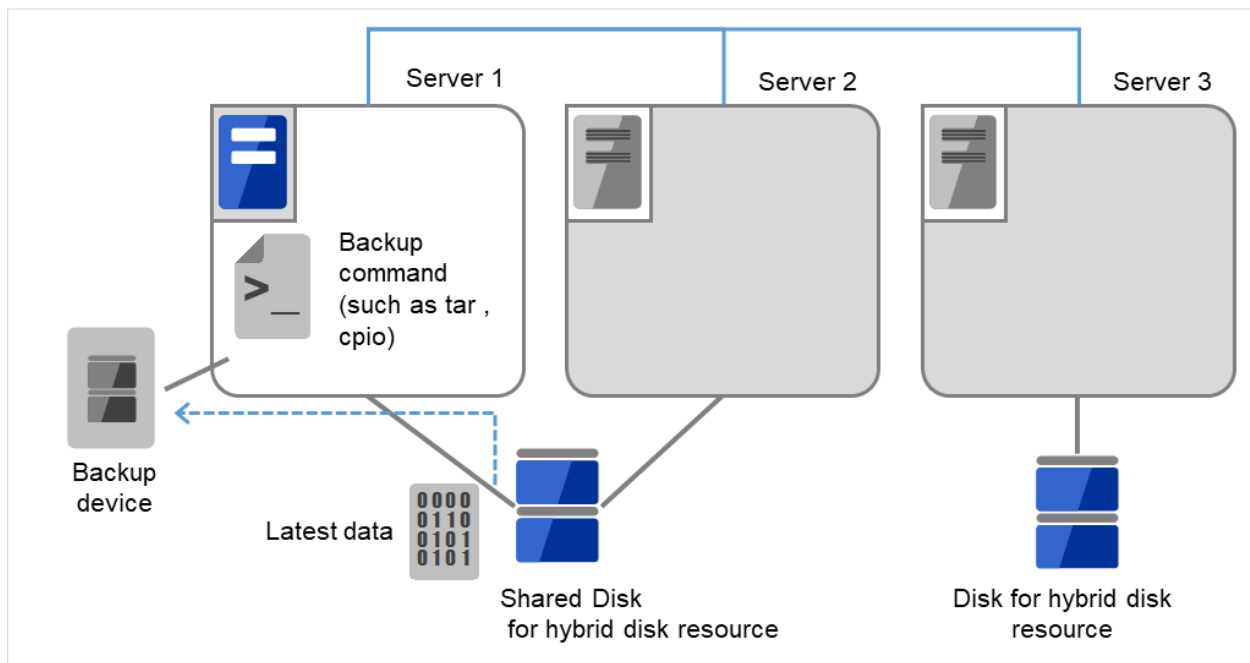 Server 1
Server 2
Server 3
Backup
command
(such as tar ,
cpio)
>_
Backup
device
Latest data
0000
0110
0101
0101
Shared Disk
for hybrid disk resource
Disk for hybrid disk
resource